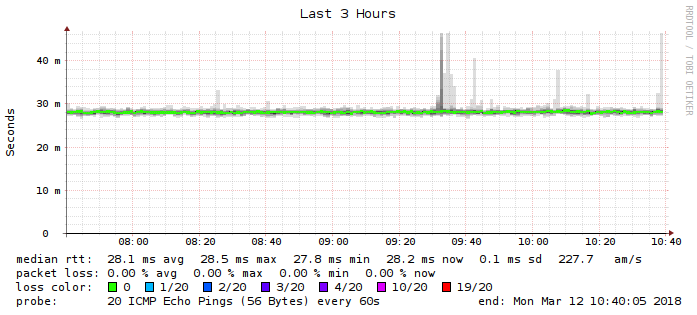 Last 3 Hours
RRDTOOL / TOBI OETIKER
Seconds
40 m
30 m
20 m
10 m
0
08:00 08:20 08:40 09:00 09:20 09:40 10:00 10:20 10:40
median rtt: 28.1 ms avg 28.5 ms max 27.8 ms min 28.2 ms now 0.1 ms sd 227.7 am/s
packet loss: 0.00 % avg 0.00 % max 0.00 % min 0.00 % now
loss color: 0 1/20 2/20 3/20 4/20 10/20 19/20
probe: 20 ICMP Echo Pings (56 Bytes) every 60s end: Mon Mar 12 10:40:05 2018